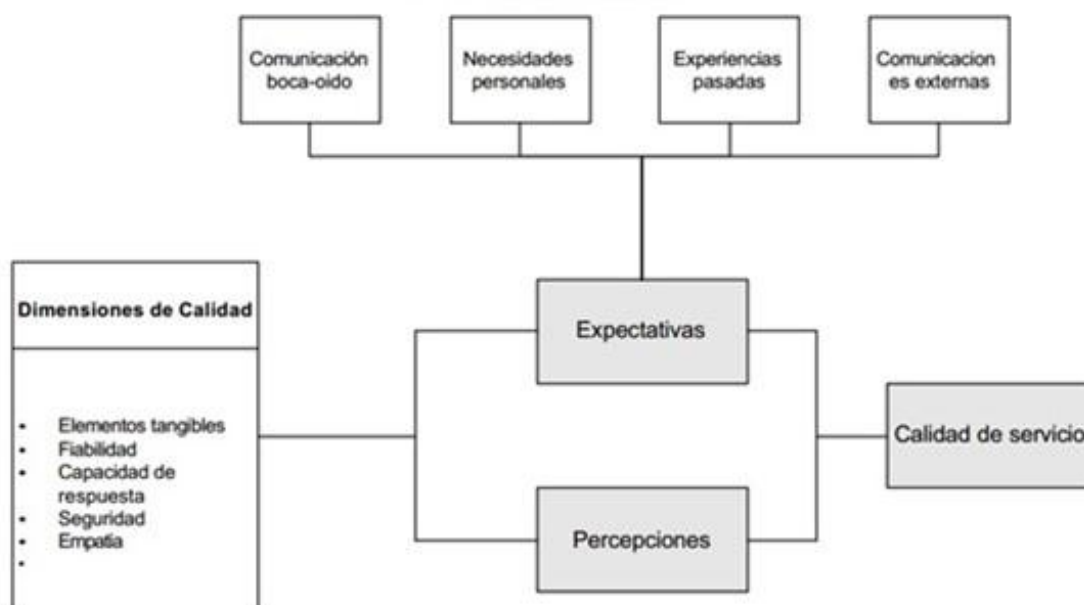 Comunicación
boca-oido
Necesidades
personales
Experiencias
pasadas
Comunicacion
es externas
Dimensiones de Calidad
• Elementos tangibles
• Fiabilidad
• Capacidad de
respuesta
• Seguridad
• Empatia
•
Expectativas
Percepciones
Calidad de servicio